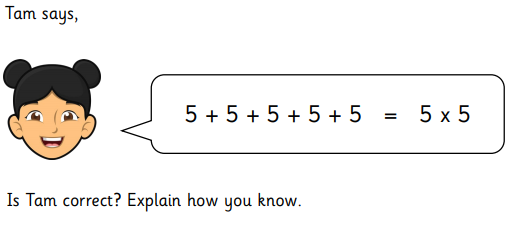 Tam says,
5 + 5 + 5 + 5 + 5 = 5 x 5
Is Tam correct? Explain how you know.